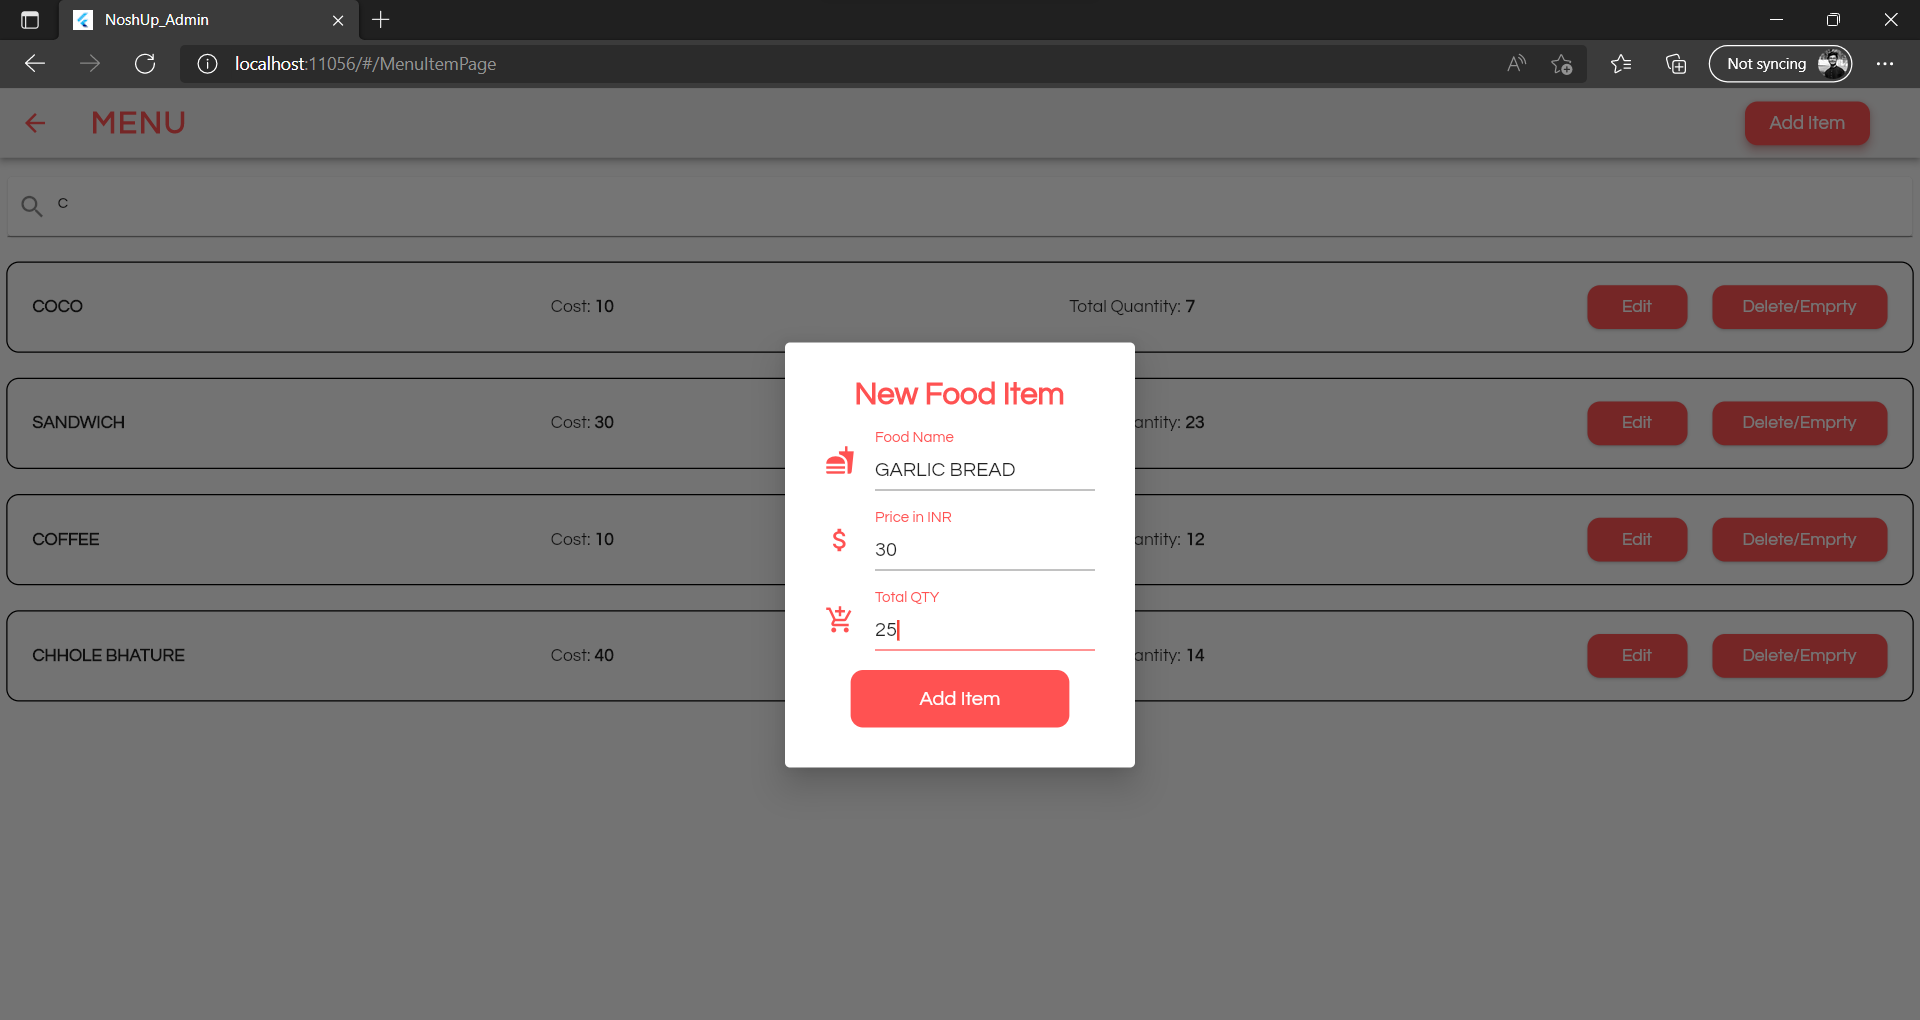 NoshUp_Admin
localhost:11056/#/MenuItemPage
Not syncing
MENU
Add Item
C
COCO Cost: 10 Total Quantity: 7 Edit Delete/Emprty
SANDWICH Cost: 30 antity: 23 Edit Delete/Emprty
COFFEE Cost: 10 antity: 12 Edit Delete/Emprty
CHHOLE BHATURE Cost: 40 antity: 14 Edit Delete/Emprty
New Food Item
Food Name
GARLIC BREAD
Price in INR
$ 30
Total QTY
25
Add Item